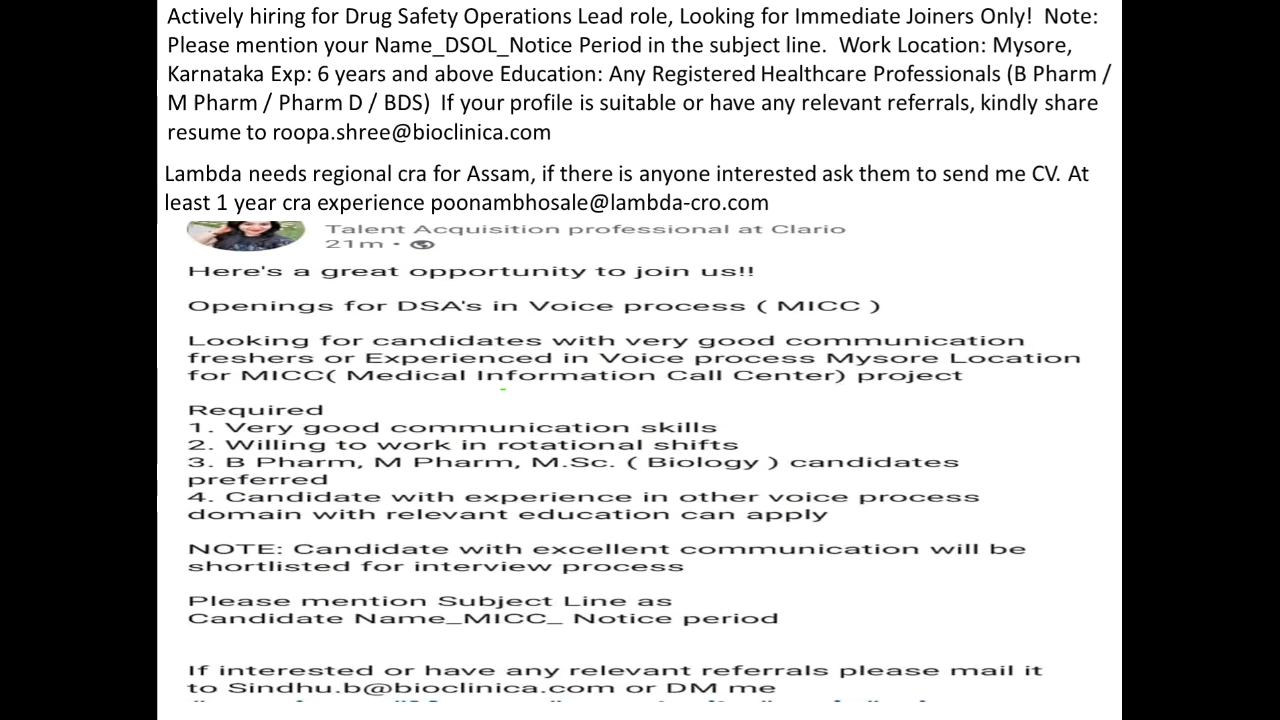 Actively hiring for Drug Safety Operations Lead role, Looking for Immediate Joiners Only!  Note:
Please mention your Name_DSOL_Notice Period in the subject line.  Work Location: Mysore,
Karnataka Exp: 6 years and above Education: Any Registered Healthcare Professionals (B Pharm /
M Pharm / Pharm D / BDS)  If your profile is suitable or have any relevant referrals, kindly share
resume to roopa.shree@bioclinica.com
Lambda needs regional cra for Assam, if there is anyone interested ask them to send me CV. At
least 1 year cra experience poonambhosale@lambda-cro.com
Talent Acquisition professional at Clario
21m •
Here's a great opportunity to join us!!
Openings for DSA's in Voice process ( MICC )
Looking for candidates with very good communication
freshers or Experienced in Voice process Mysore Location
for MICC( Medical Information Call Center) project
Required
1. Very good communication skills
2. Willing to work in rotational shifts
3. B Pharm, M Pharm, M.Sc. ( Biology ) candidates
preferred
4. Candidate with experience in other voice process
domain with relevant education can apply
NOTE: Candidate with excellent communication will be
shortlisted for interview process
Please mention Subject Line as
Candidate Name_MICC_ Notice period
If interested or have any relevant referrals please mail it
to Sindhu.b@bioclinica.com or DM me